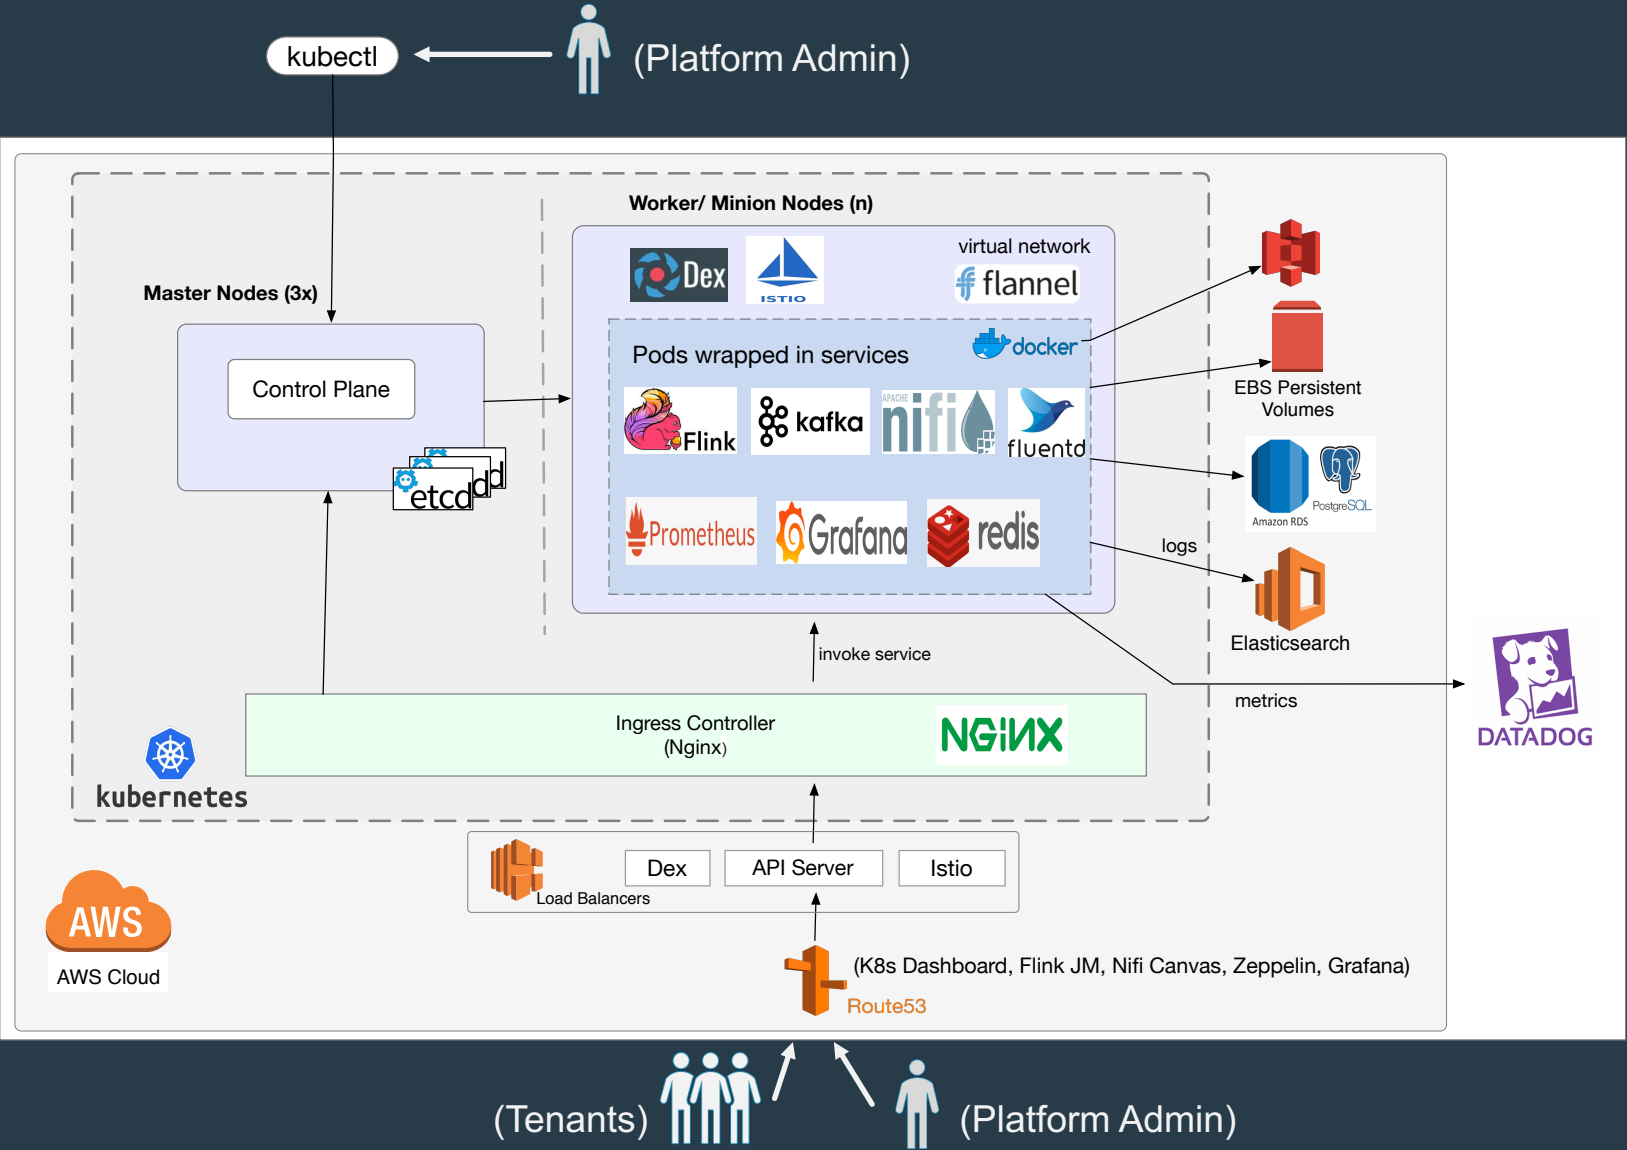 kubectl
(Platform Admin)
Worker/ Minion Nodes (n)
Dex
ISTIO
virtual network
flannel
Master Nodes (3x)
Control Plane
etcd
d
d
Pods wrapped in services
docker
Flink
kafka
APACHE
nifi
fluentd
Prometheus
Grafana
redis
EBS Persistent
Volumes
Amazon RDS
PostgreSQL
logs
Elasticsearch
invoke service
metrics
DATADOG
Ingress Controller
(Nginx)
NGINX
kubernetes
Load Balancers
Dex
API Server
Istio
AWS
AWS Cloud
(K8s Dashboard, Flink JM, Nifi Canvas, Zeppelin, Grafana)
Route53
(Tenants)
(Platform Admin)